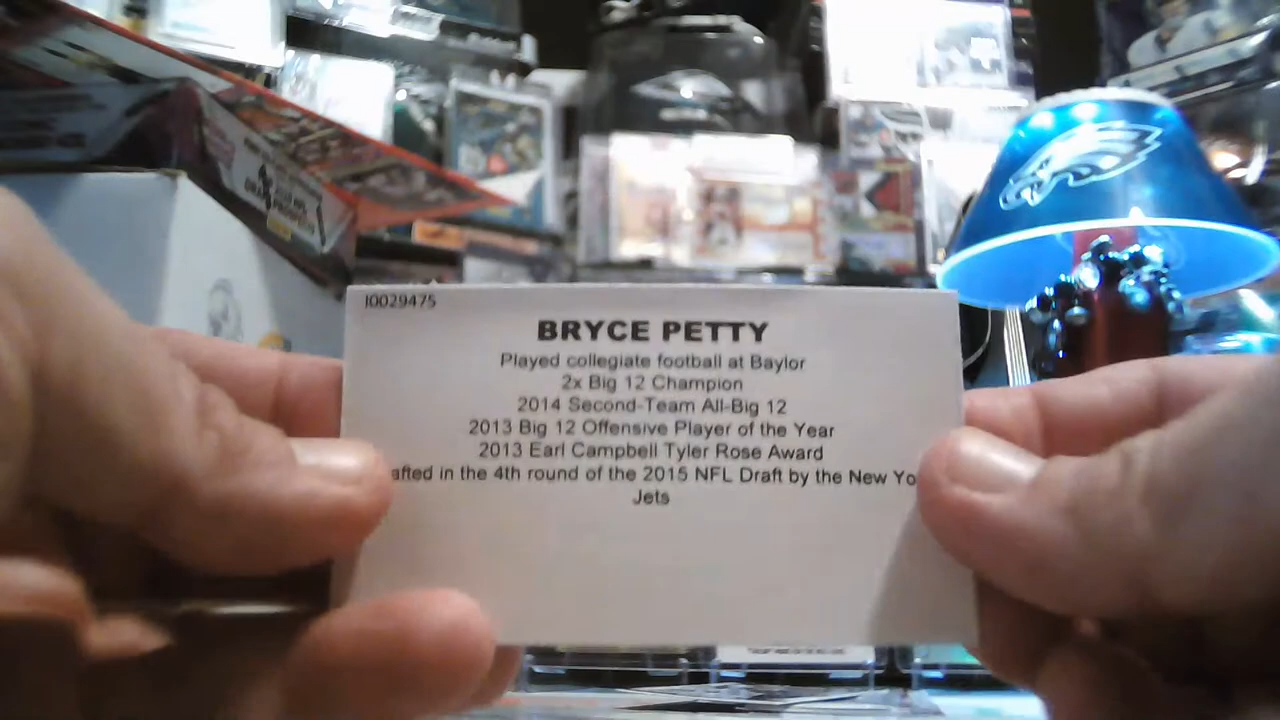 I0029475
BRYCE PETTY
Played collegiate football at Baylor
2x Big 12 Champion
2014 Second-Team All-Big 12
2013 Big 12 Offensive Player of the Year
2013 Earl Campbell Tyler Rose Award
afted in the 4th round of the 2015 NFL Draft by the New Yo
Jets